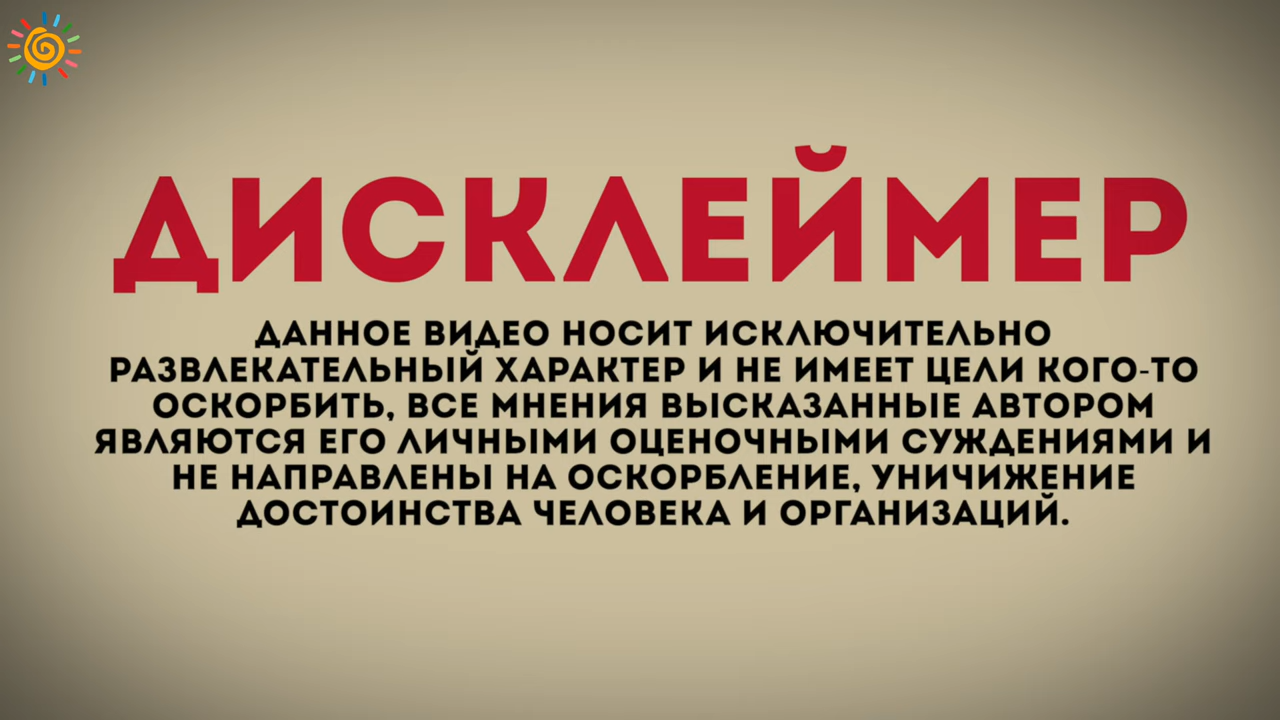 ДИСКЛЕЙМЕР
ДАННОЕ ВИДЕО НОСИТ ИСКЛЮЧИТЕЛЬНО
РАЗВЛЕКАТЕЛЬНЫЙ ХАРАКТЕР И НЕ ИМЕЕТ ЦЕЛИ КОГО-ТО
ОСКОРБИТЬ, ВСЕ МНЕНИЯ ВЫСКАЗАННЫЕ АВТОРОМ
ЯВЛЯЮТСЯ ЕГО ЛИЧНЫМИ ОЦЕНОЧНЫМИ СУЖДЕНИЯМИ И
НЕ НАПРАВЛЕНЫ НА ОСКОРБЛЕНИЕ, УНИЧИЖЕНИЕ
ДОСТОИНСТВА ЧЕЛОВЕКА И ОРГАНИЗАЦИЙ.